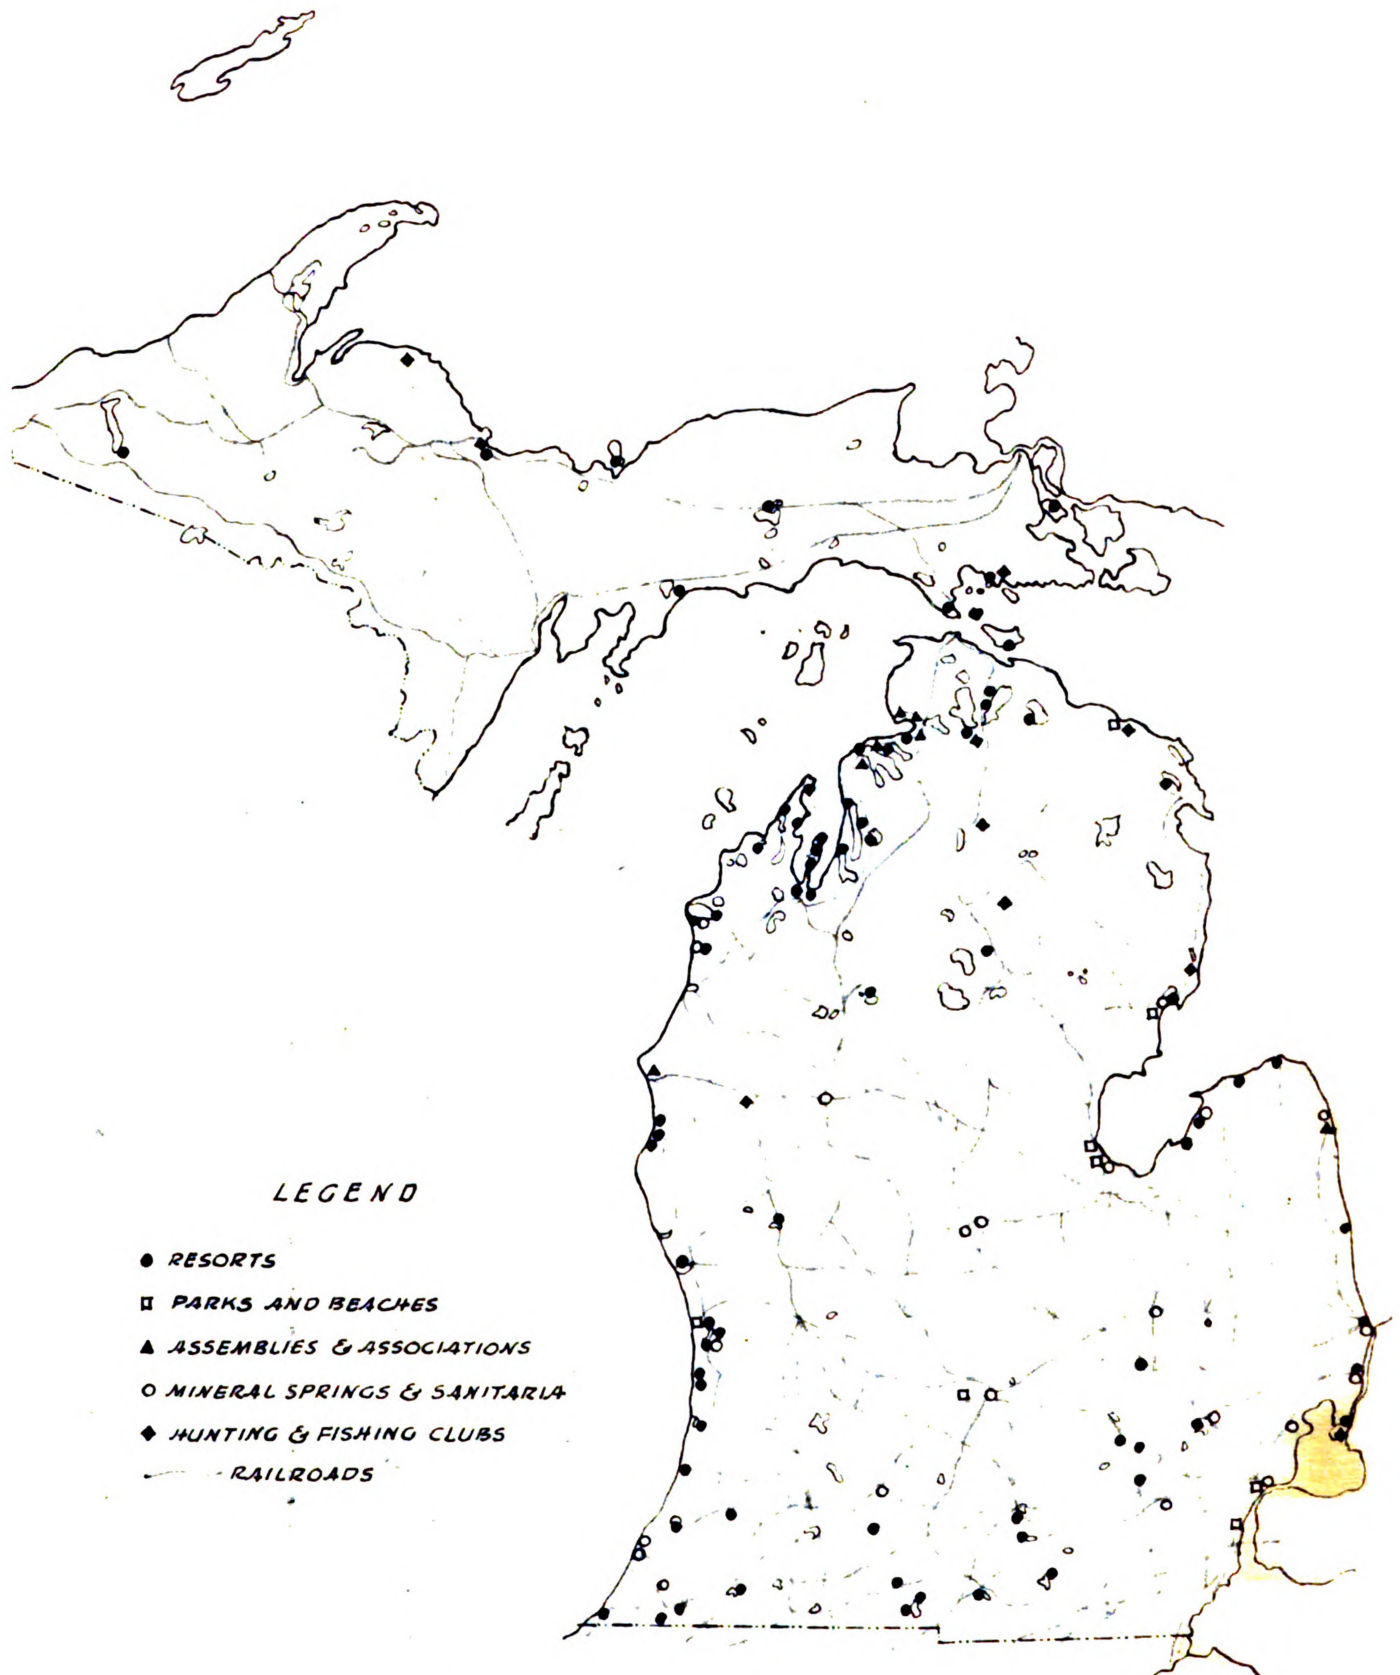 LEGEND
RESORTS
PARKS AND BEACHES
ASSEMBLIES & ASSOCIATIONS
MINERAL SPRINGS & SANITARIA
HUNTING & FISHING CLUBS
RAILROADS